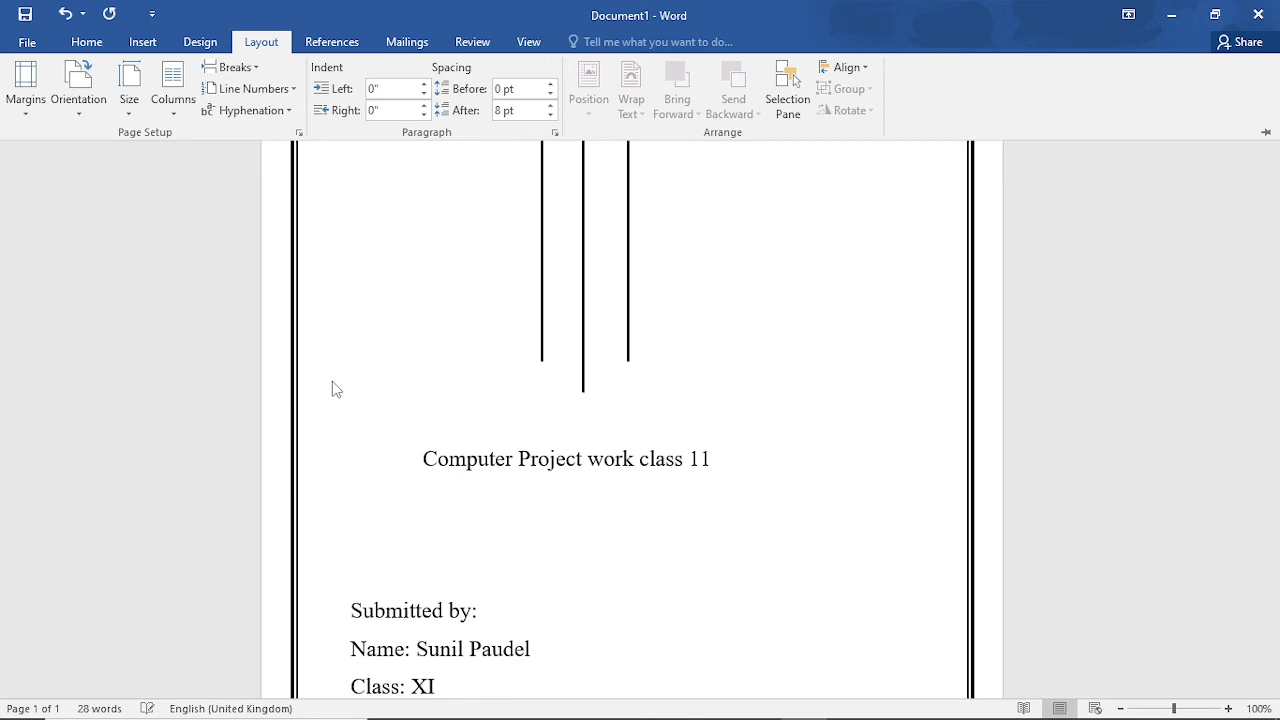 Document1 - Word
File Home Insert Design Layout References Mailings Review View Tell me what you want to do... Share
Margins Orientation Size Columns Breaks Line Numbers Hyphenation
Page Setup
Indent Spacing
Left: 0" Before: 0 pt
Right: 0" After: 8 pt
Paragraph
Position Wrap Text Bring Forward Send Backward Selection Pane Align Group Rotate
Arrange
Computer Project work class 11
Submitted by:
Name: Sunil Paudel
Class: XI
Page 1 of 1 28 words English (United Kingdom) 100%